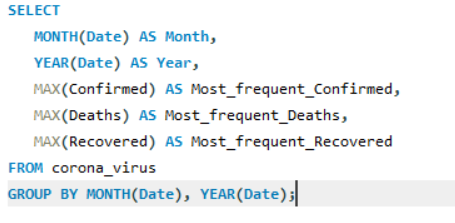 SELECT
MONTH(Date) AS Month,
YEAR(Date) AS Year,
MAX(Confirmed) AS Most_frequent_Confirmed,
MAX(Deaths) AS Most_frequent_Deaths,
MAX(Recovered) AS Most_frequent_Recovered
FROM corona_virus
GROUP BY MONTH(Date), YEAR(Date);